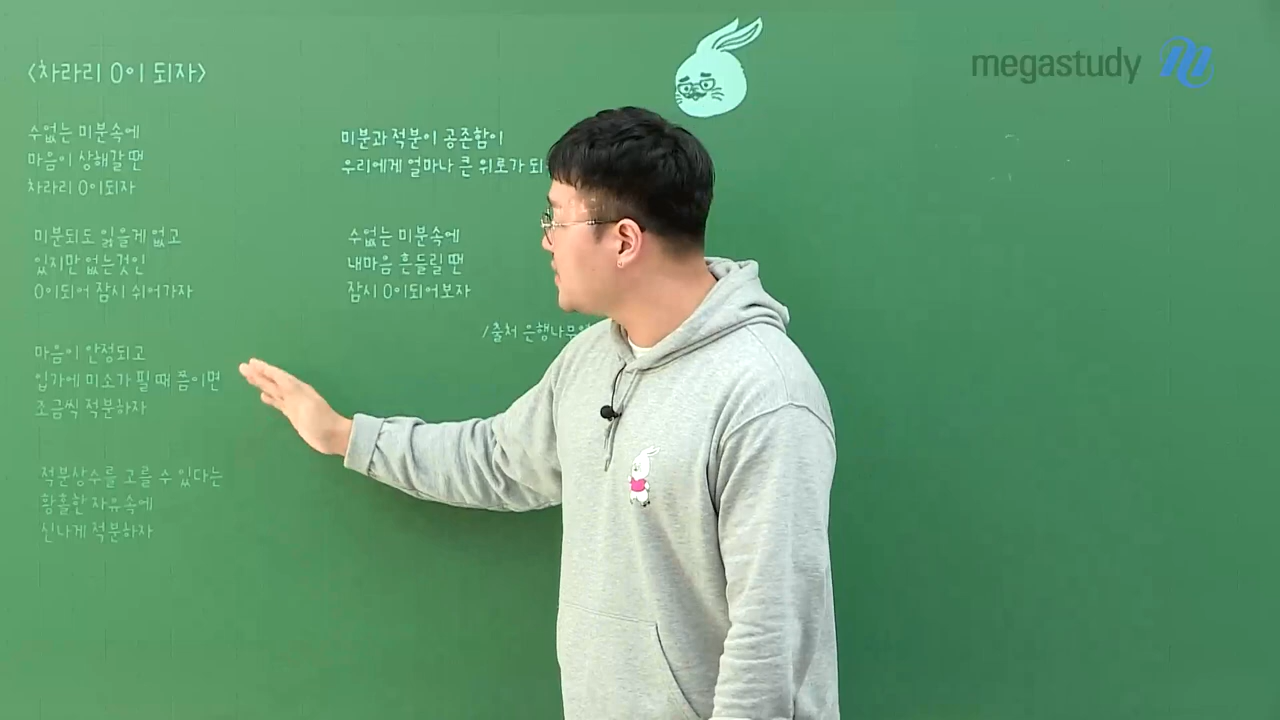 <차라리 0이 되자>
수없는 미분속에
마음이 상해갈 땐
차라리 0이되자
미분되도 잃을게 없고
있지만 없는것인
0이되어 잠시 쉬어가자
마음이 안정되고
입가에 미소가 필 때 쯤이면
조금씩 적분하자
적분상수를 고를 수 있다는
황홀한 자유속에
신나게 적분하자
미분과 적분이 공존함이
우리에게 얼마나 큰 위로가 되
수없는 미분속에
내마음 흔들릴 땐
잠시 0이되어보자
/출처 은행나무
megastudy